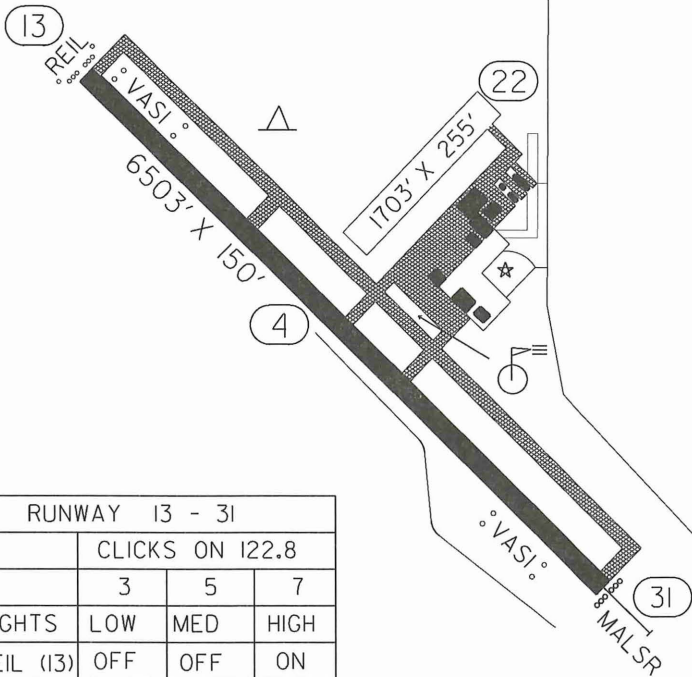 13
REIL
VASI
22
1703' X 255'
6503' X 150'
4
VASI
31
MALSR
RUNWAY 13 - 31
CLICKS ON 122.8
3 5 7
GHTS LOW MED HIGH
EIL (13) OFF OFF ON